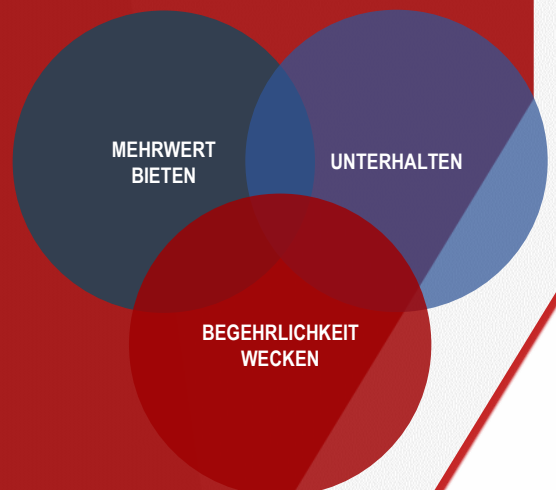 MEHRWERT
BIETEN
UNTERHALTEN
BEGEHRLICHKEIT
WECKEN